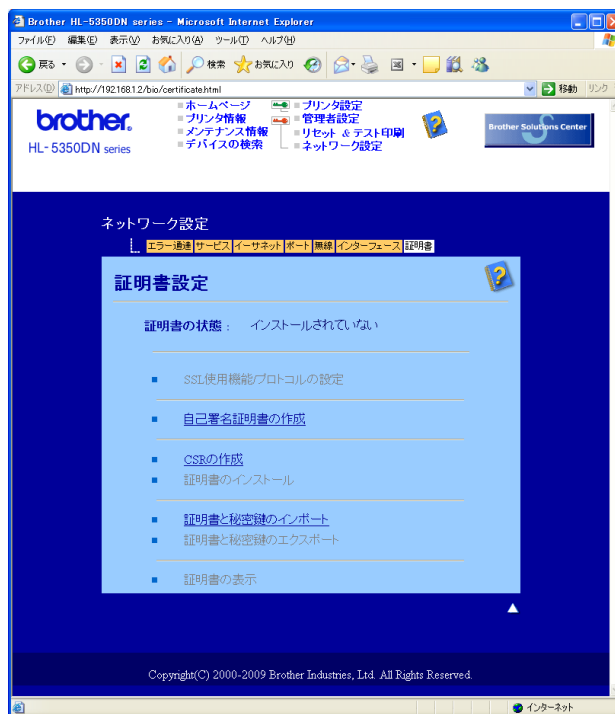 Brother HL-5350DN series - Microsoft Internet Explorer
ファイル(F) 編集(E) 表示(V) お気に入り(A) ツール(T) ヘルプ(H)
戻る 検索 お気に入り
アドレス(D) http://192.168.1.2/bio/certificate.html 移動 リンク
ホームページ プリンタ設定
brother. プリンタ情報 管理者設定
メンテナンス情報 リセット & テスト印刷 Brother Solutions Center
HL-5350DN series デバイスの検索 ネットワーク設定
ネットワーク設定
エラー通達 サービス イーサネット ポート 無線 インターフェース 証明書
証明書設定
証明書の状態: インストールされていない
SSL使用機能/プロトコルの設定
自己署名証明書の作成
CSRの作成
証明書のインストール
証明書と秘密鍵のインポート
証明書と秘密鍵のエクスポート
証明書の表示
Copyright(C) 2000-2009 Brother Industries, Ltd. All Rights Reserved.
インターネット